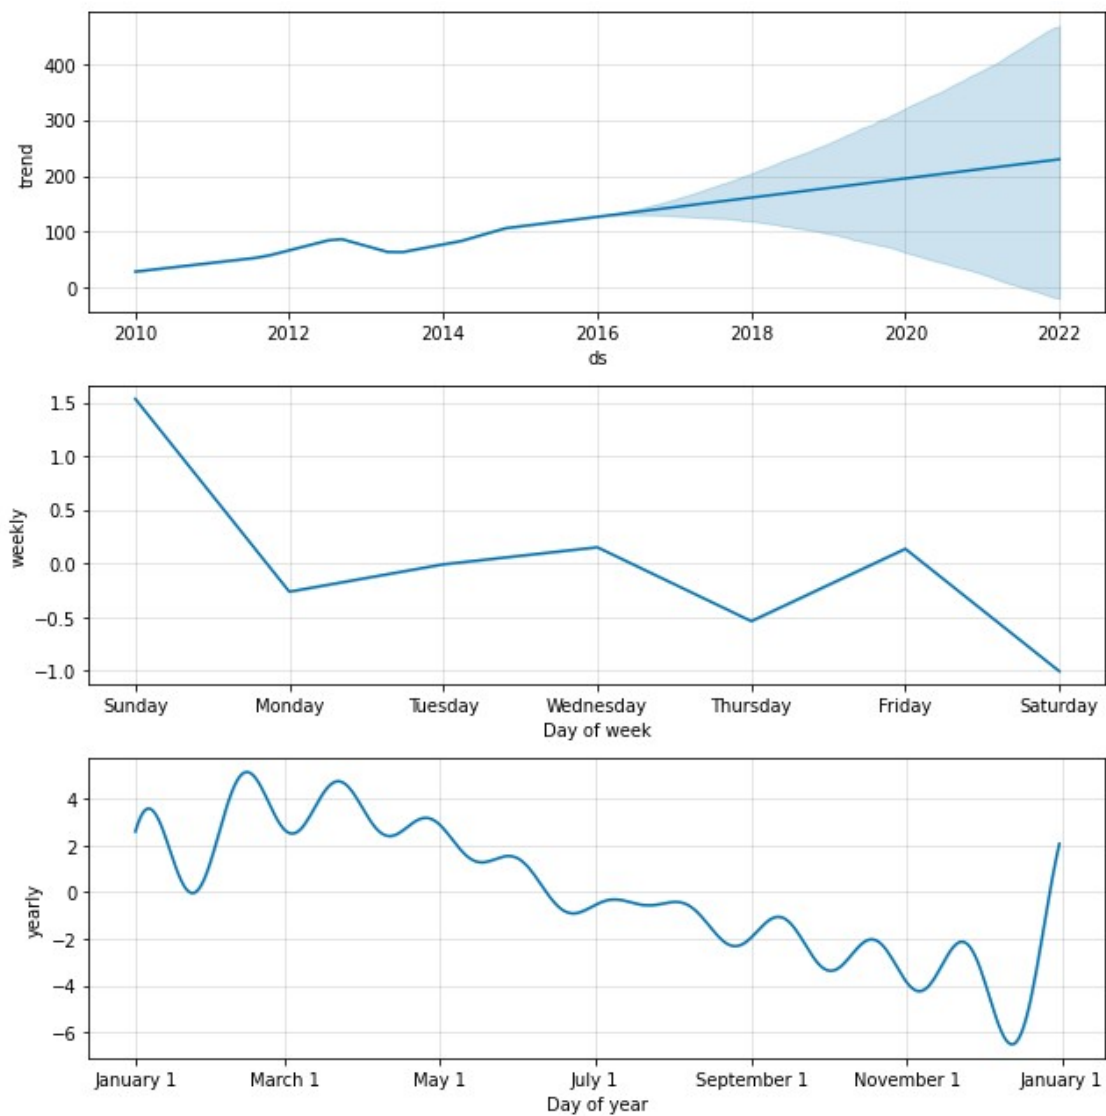 400
300
200
100
0
trend
2010 2012 2014 2016 2018 2020 2022
ds
1.5
1.0
0.5
0.0
−0.5
−1.0
weekly
Sunday Monday Tuesday Wednesday Thursday Friday Saturday
Day of week
4
2
0
−2
−4
−6
yearly
January 1 March 1 May 1 July 1 September 1 November 1 January 1
Day of year